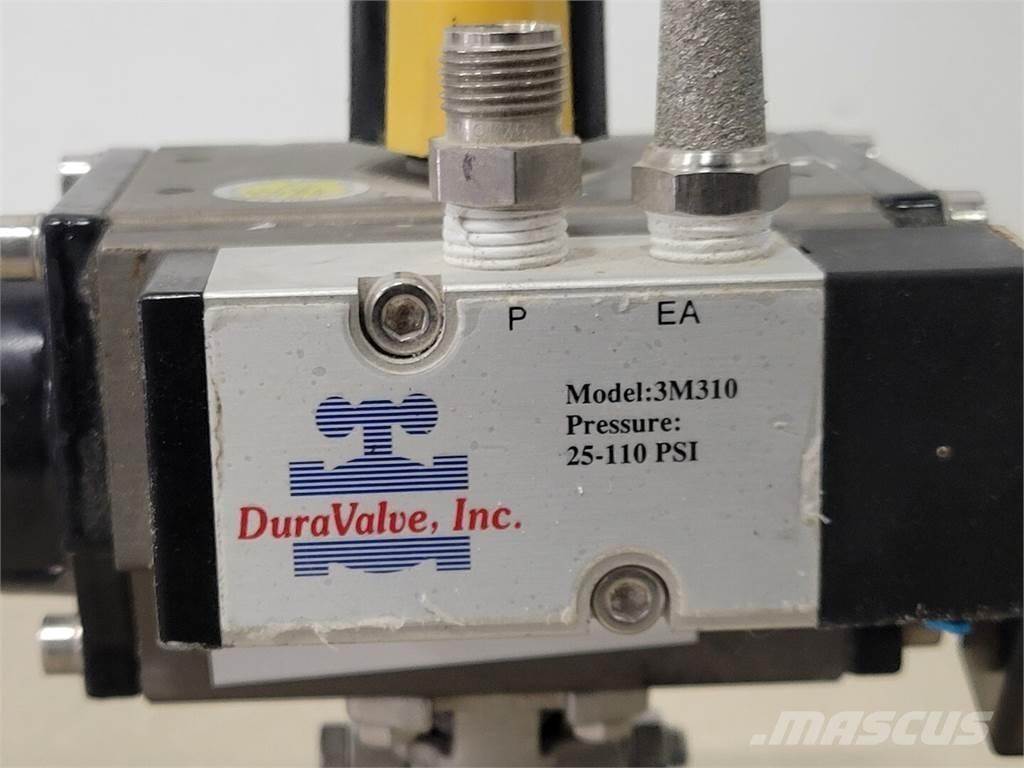 P
EA
Model:3M310
Pressure:
25-110 PSI
DuraValve, Inc.
MASCUS